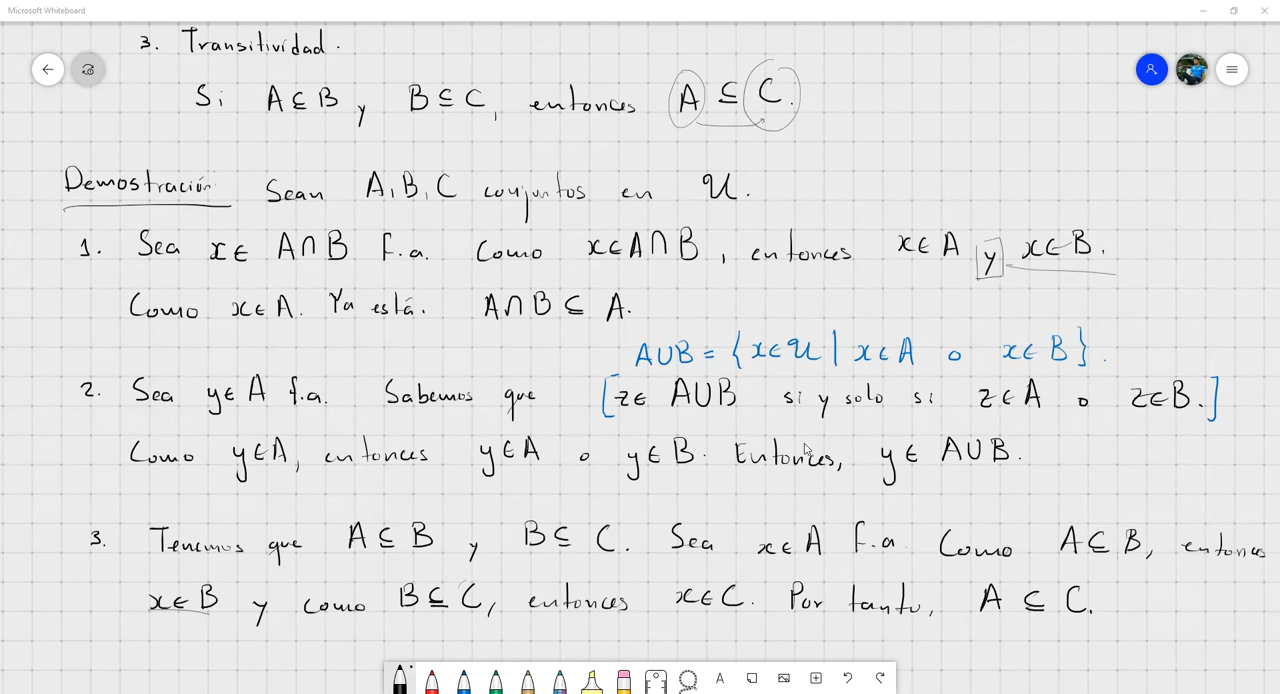 Microsoft Whiteboard
3. Transitividad.
Si A ⊆ B y B ⊆ C, entonces A ⊆ C.
Demostración Sean A, B, C conjuntos en 𝒰.
1. Sea x ∈ A ∩ B f.a. Como x ∈ A ∩ B, entonces x ∈ A y x ∈ B.
Como x ∈ A. Ya está. A ∩ B ⊆ A.
A ∪ B = { x ∈ 𝒰 | x ∈ A o x ∈ B }.
2. Sea y ∈ A f.a. Sabemos que [z ∈ A ∪ B si y solo si z ∈ A o z ∈ B.]
Como y ∈ A, entonces y ∈ A o y ∈ B. Entonces, y ∈ A ∪ B.
3. Tenemos que A ⊆ B y B ⊆ C. Sea x ∈ A f.a. Como A ⊆ B, entonces
x ∈ B y como B ⊆ C, entonces x ∈ C. Por tanto, A ⊆ C.